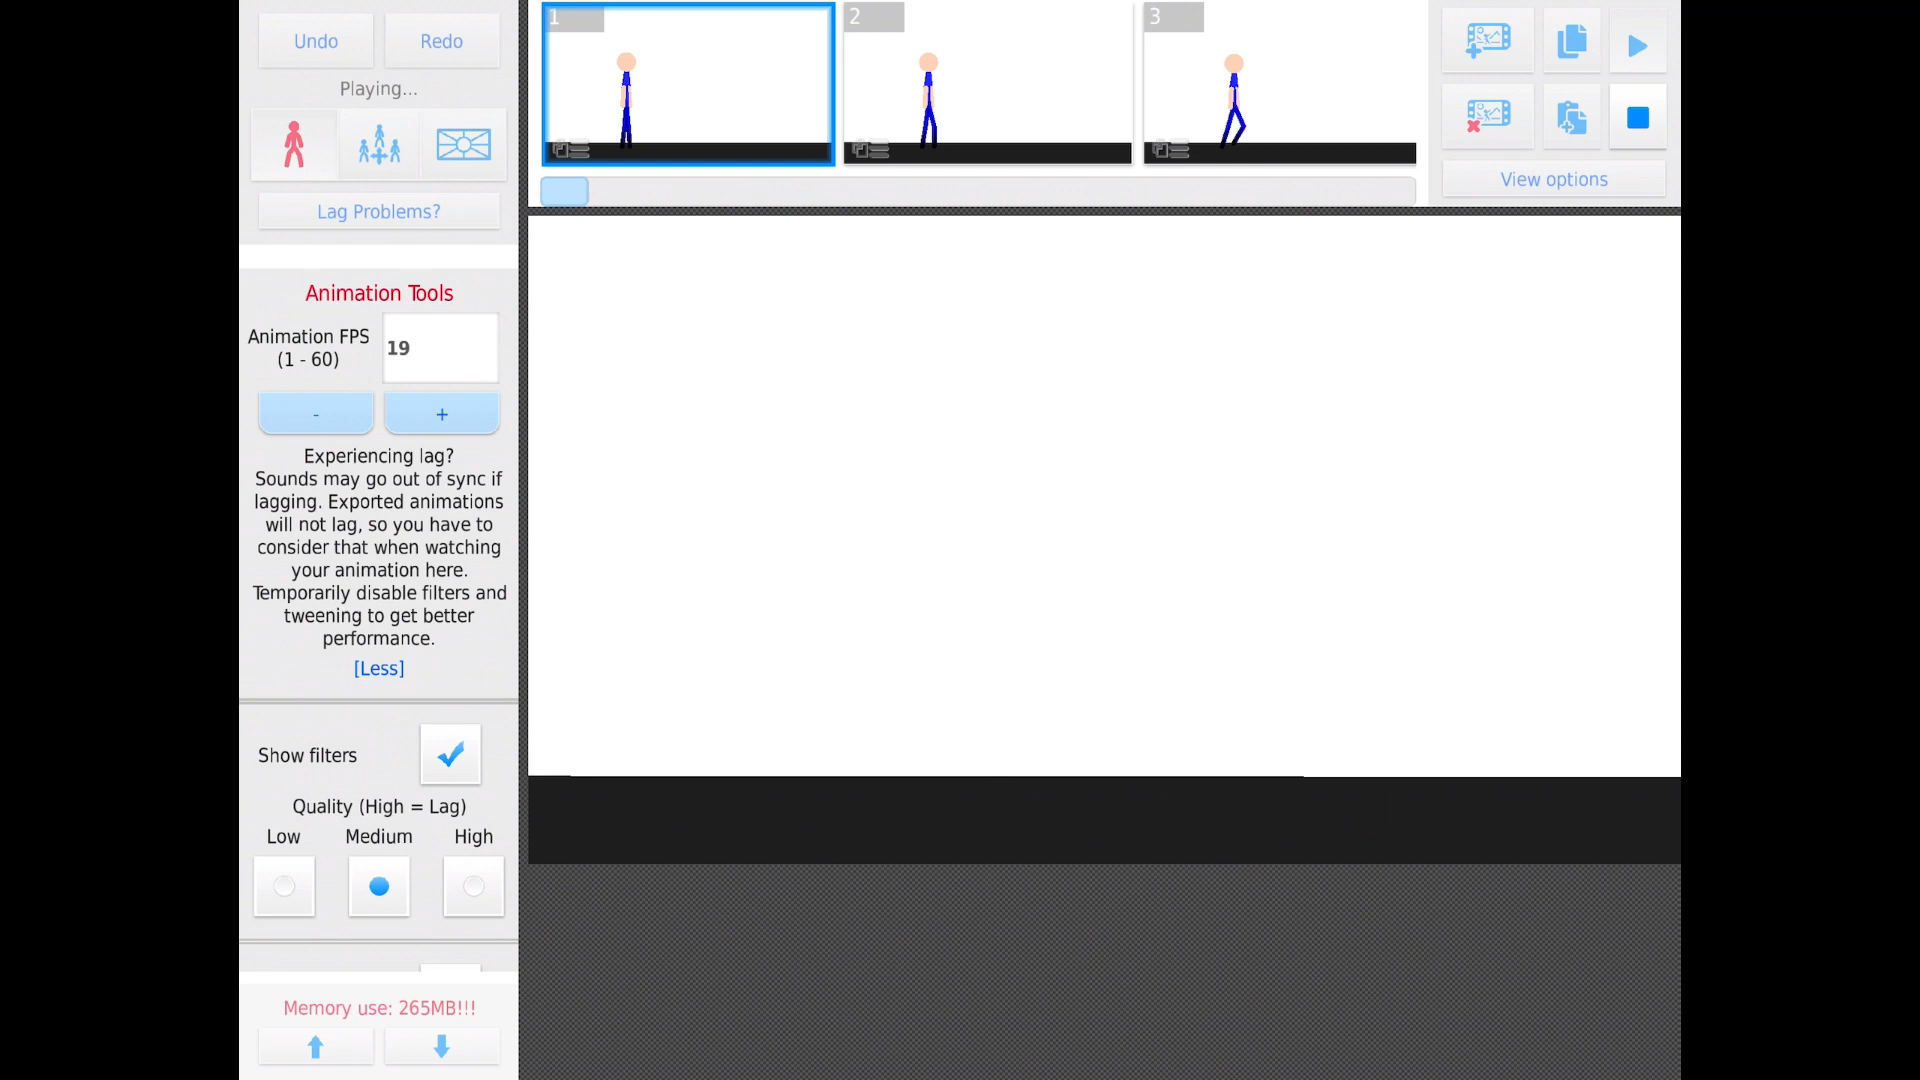 Undo
Redo
Playing...
Lag Problems?
1
2
3
View options
Animation Tools
Animation FPS
(1 - 60)
19
-
+
Experiencing lag?
Sounds may go out of sync if
lagging. Exported animations
will not lag, so you have to
consider that when watching
your animation here.
Temporarily disable filters and
tweening to get better
performance.
[Less]
Show filters
Quality (High = Lag)
Low
Medium
High
Memory use: 265MB!!!